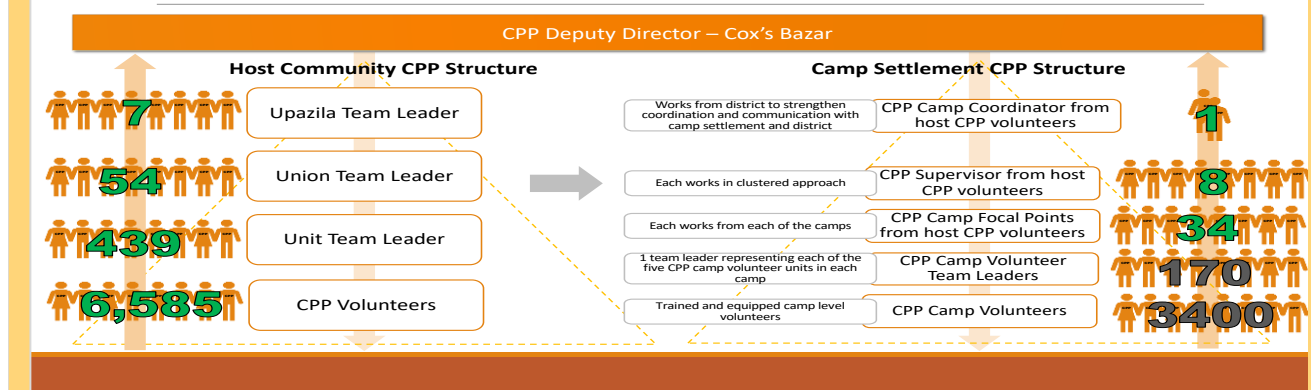 CPP Deputy Director – Cox's Bazar
Host Community CPP Structure
7
Upazila Team Leader
54
Union Team Leader
439
Unit Team Leader
6,585
CPP Volunteers
Camp Settlement CPP Structure
Works from district to strengthen
coordination and communication with
camp settlement and district
CPP Camp Coordinator from
host CPP volunteers
1
Each works in clustered approach
CPP Supervisor from host
CPP volunteers
8
Each works from each of the camps
CPP Camp Focal Points
from host CPP volunteers
34
1 team leader representing each of the
five CPP camp volunteer units in each
camp
CPP Camp Volunteer
Team Leaders
170
Trained and equipped camp level
volunteers
CPP Camp Volunteers
3400